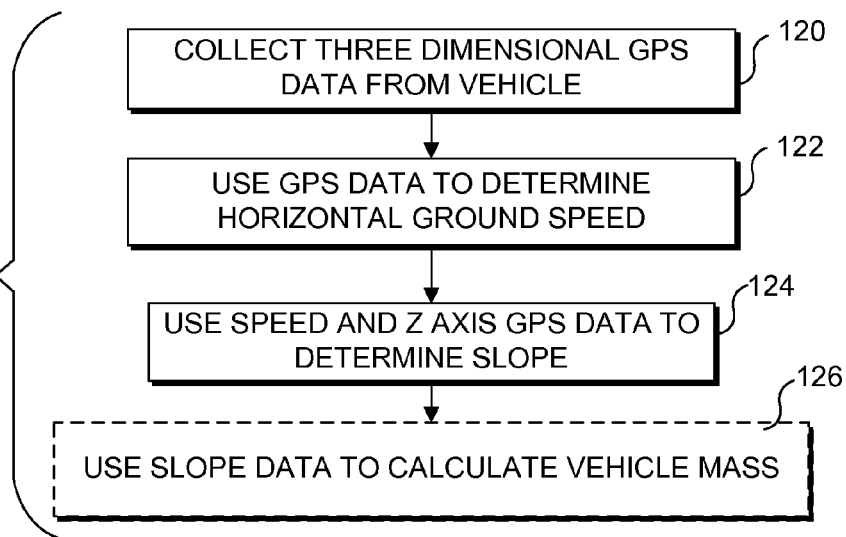 COLLECT THREE DIMENSIONAL GPS
DATA FROM VEHICLE
120
USE GPS DATA TO DETERMINE
HORIZONTAL GROUND SPEED
122
USE SPEED AND Z AXIS GPS DATA TO
DETERMINE SLOPE
124
USE SLOPE DATA TO CALCULATE VEHICLE MASS
126